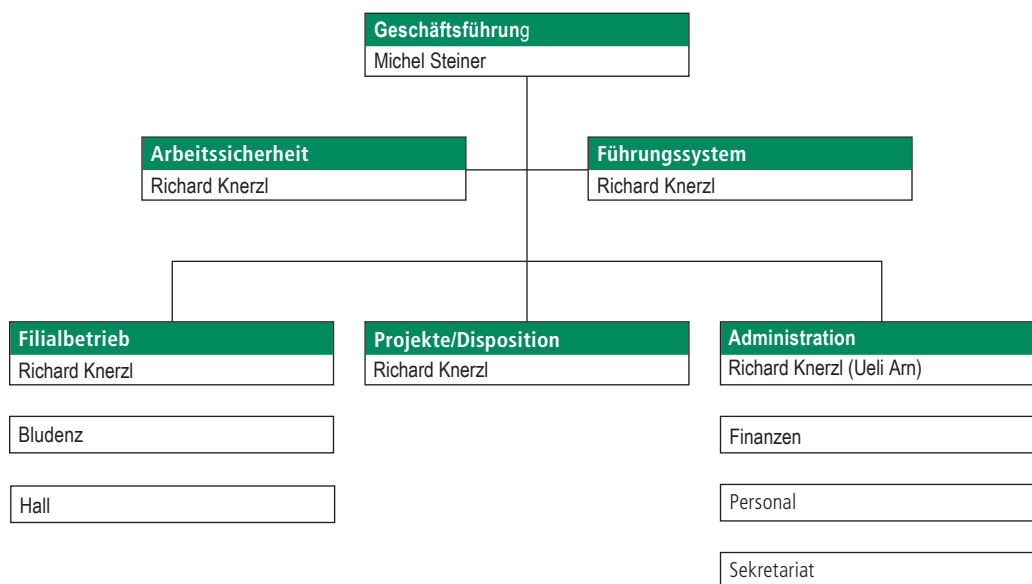 Geschäftsführung
Michel Steiner
Arbeitssicherheit
Richard Knerzl
Führungssystem
Richard Knerzl
Filialbetrieb
Richard Knerzl
Bludenz
Hall
Projekte/Disposition
Richard Knerzl
Administration
Richard Knerzl (Ueli Arn)
Finanzen
Personal
Sekretariat